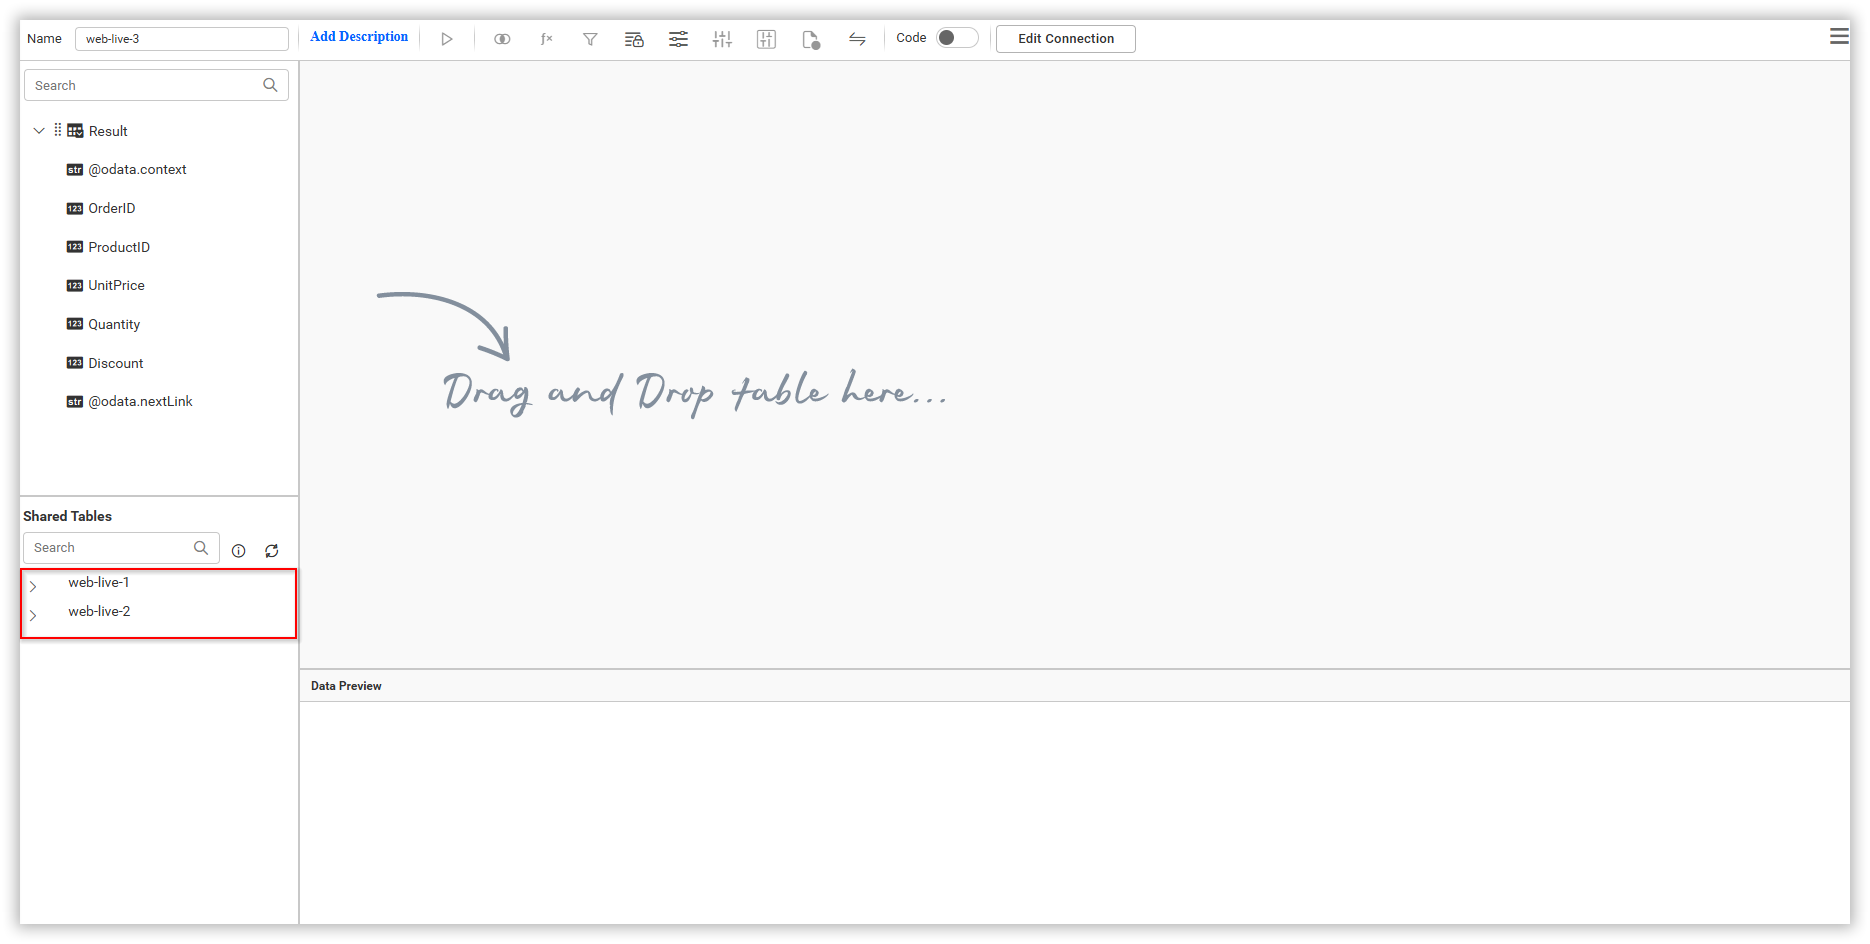 Name web-live-3 Add Description Code Edit Connection
Search
Result
str @odata.context
123 OrderID
123 ProductID
123 UnitPrice
123 Quantity
123 Discount
str @odata.nextLink
Drag and Drop table here...
Shared Tables
Search
web-live-1
web-live-2
Data Preview